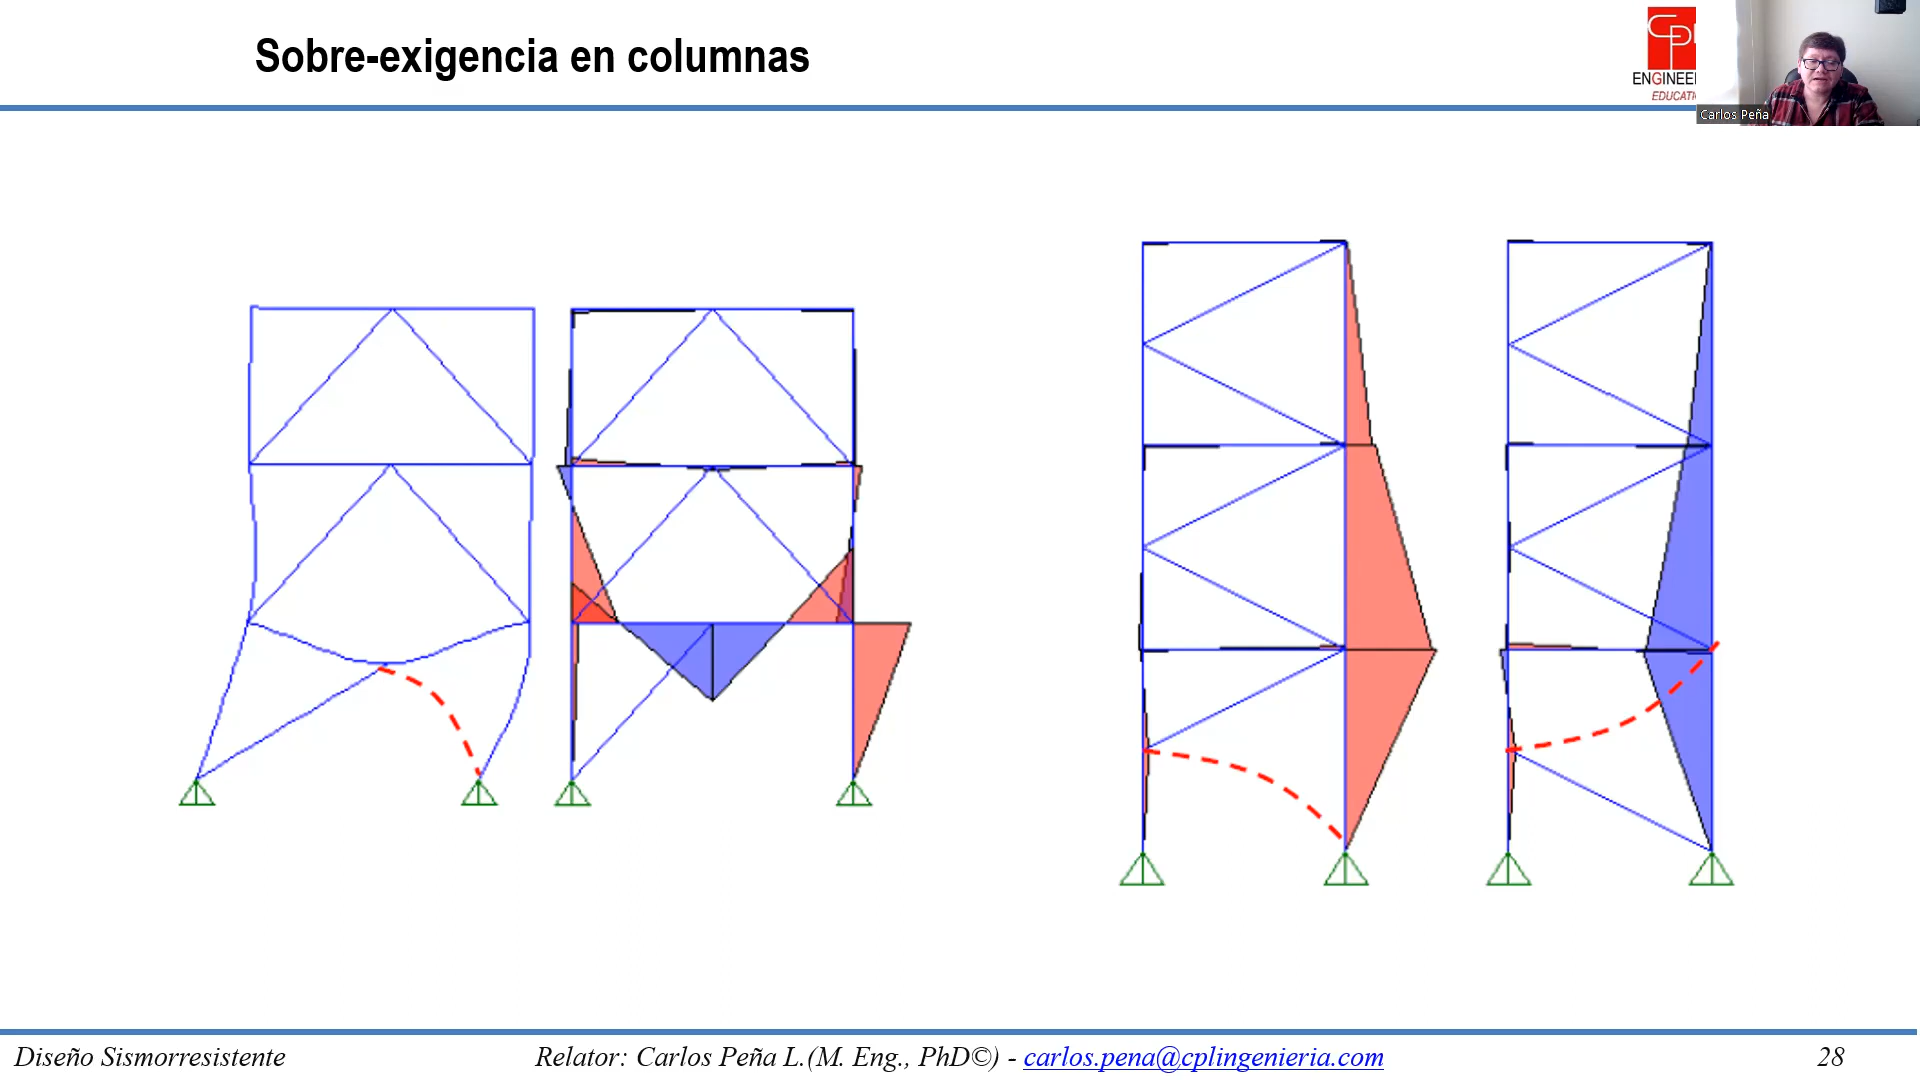 Sobre-exigencia en columnas
CP
ENGINEE
EDUCATI
Carlos Peña
Diseño Sismorresistente
Relator: Carlos Peña L.(M. Eng., PhD©) - carlos.pena@cplingenieria.com
28